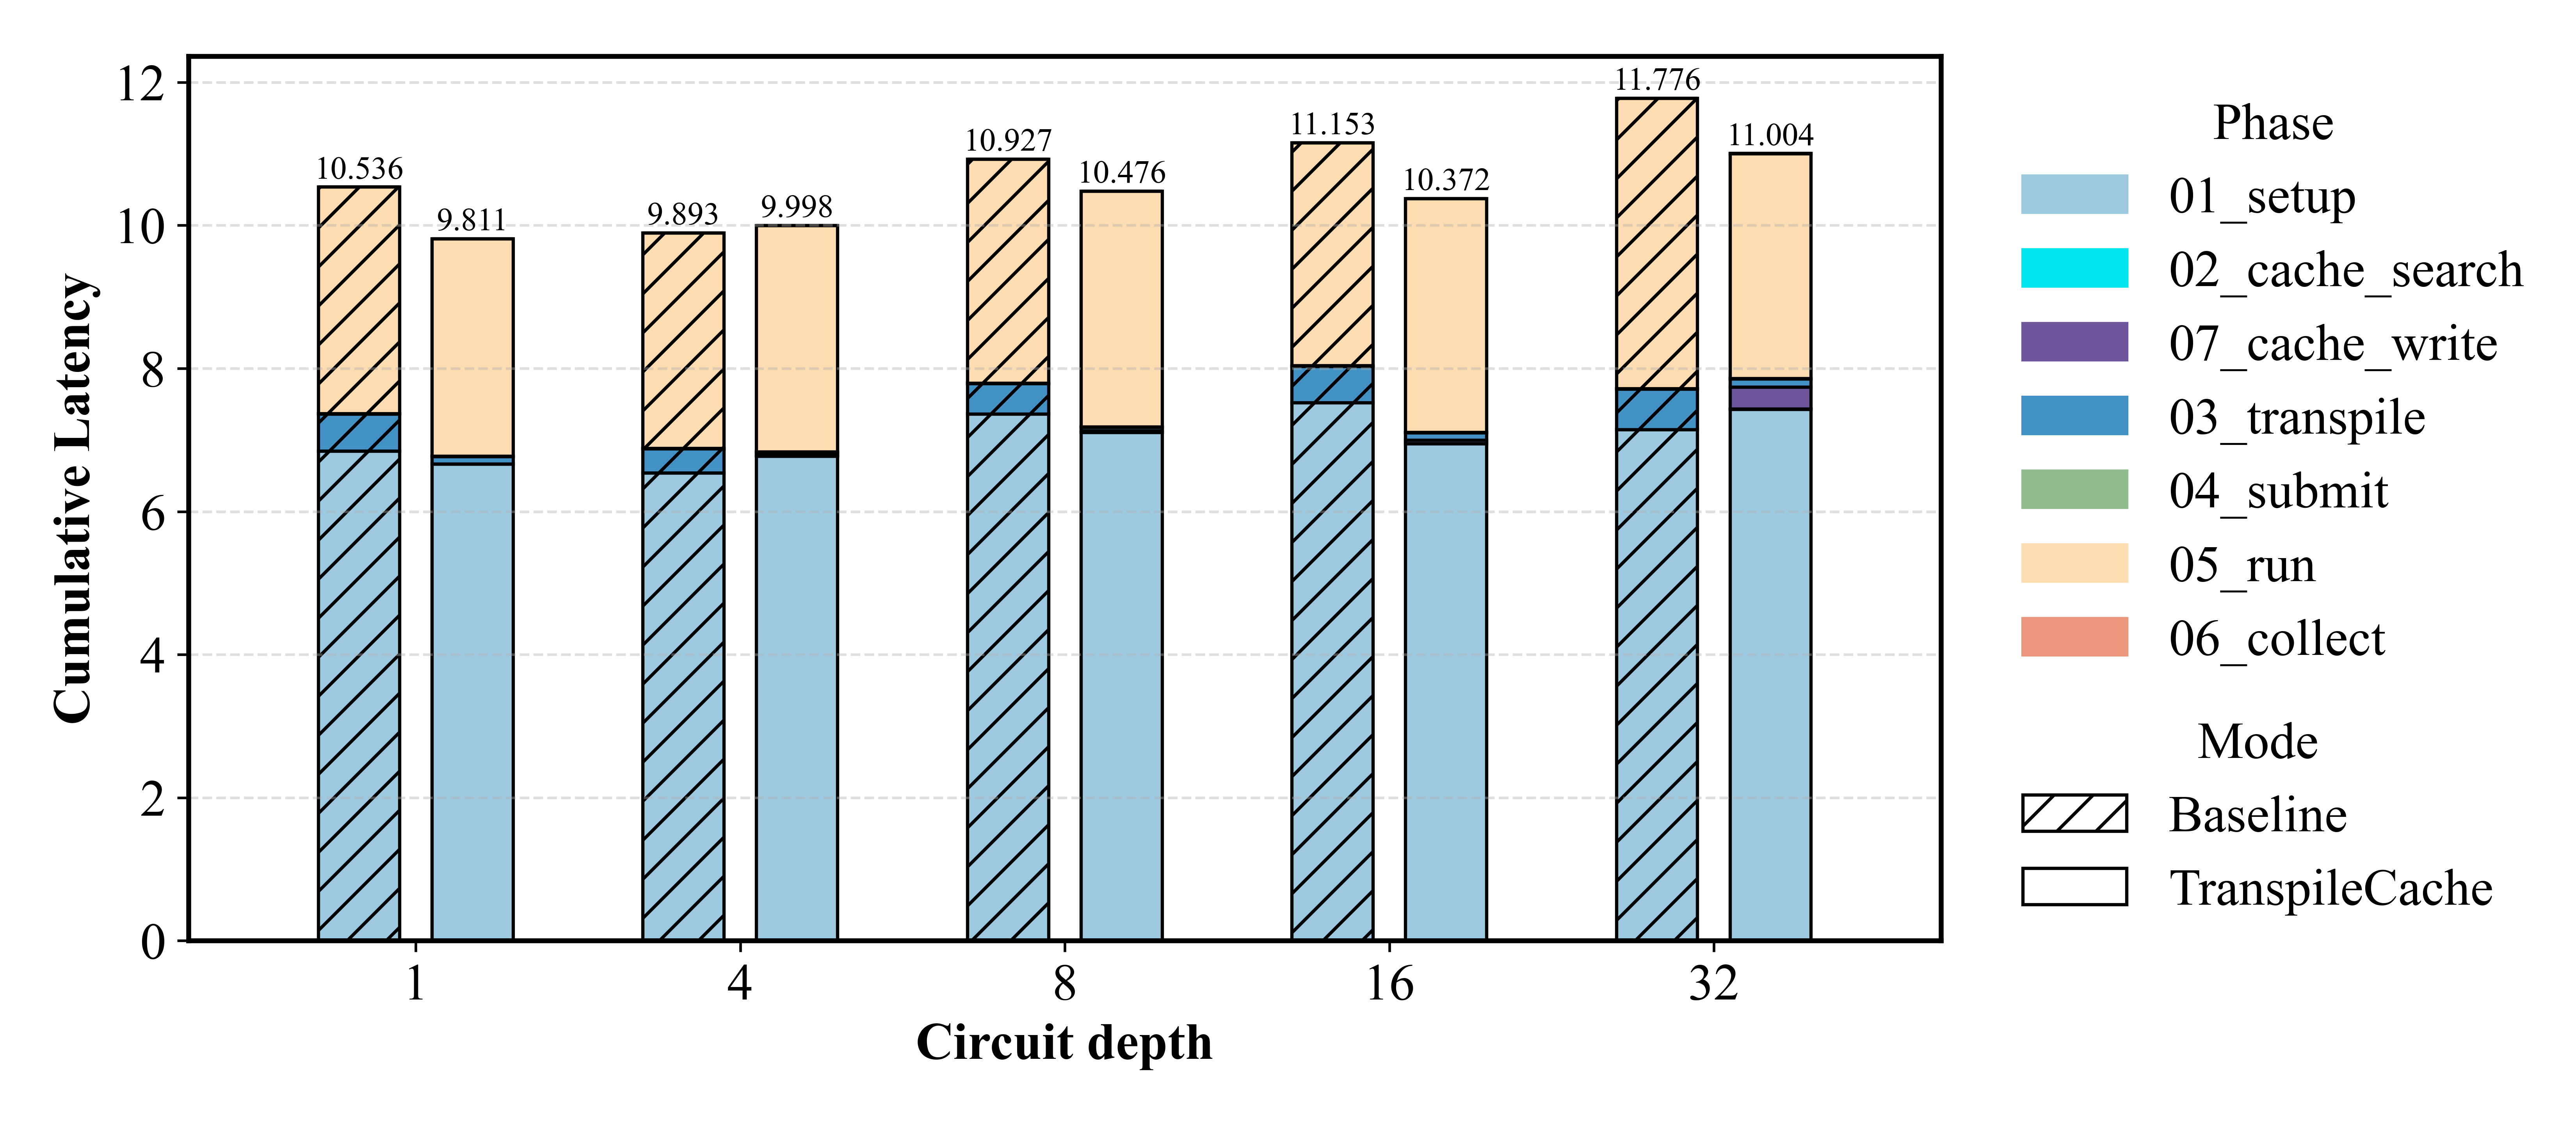 Cumulative Latency
12
10
8
6
4
2
0
10.536
9.811
9.893
9.998
10.927
10.476
11.153
10.372
11.776
11.004
1
4
8
16
32
Circuit depth
Phase
01_setup
02_cache_search
07_cache_write
03_transpile
04_submit
05_run
06_collect
Mode
Baseline
TranspileCache